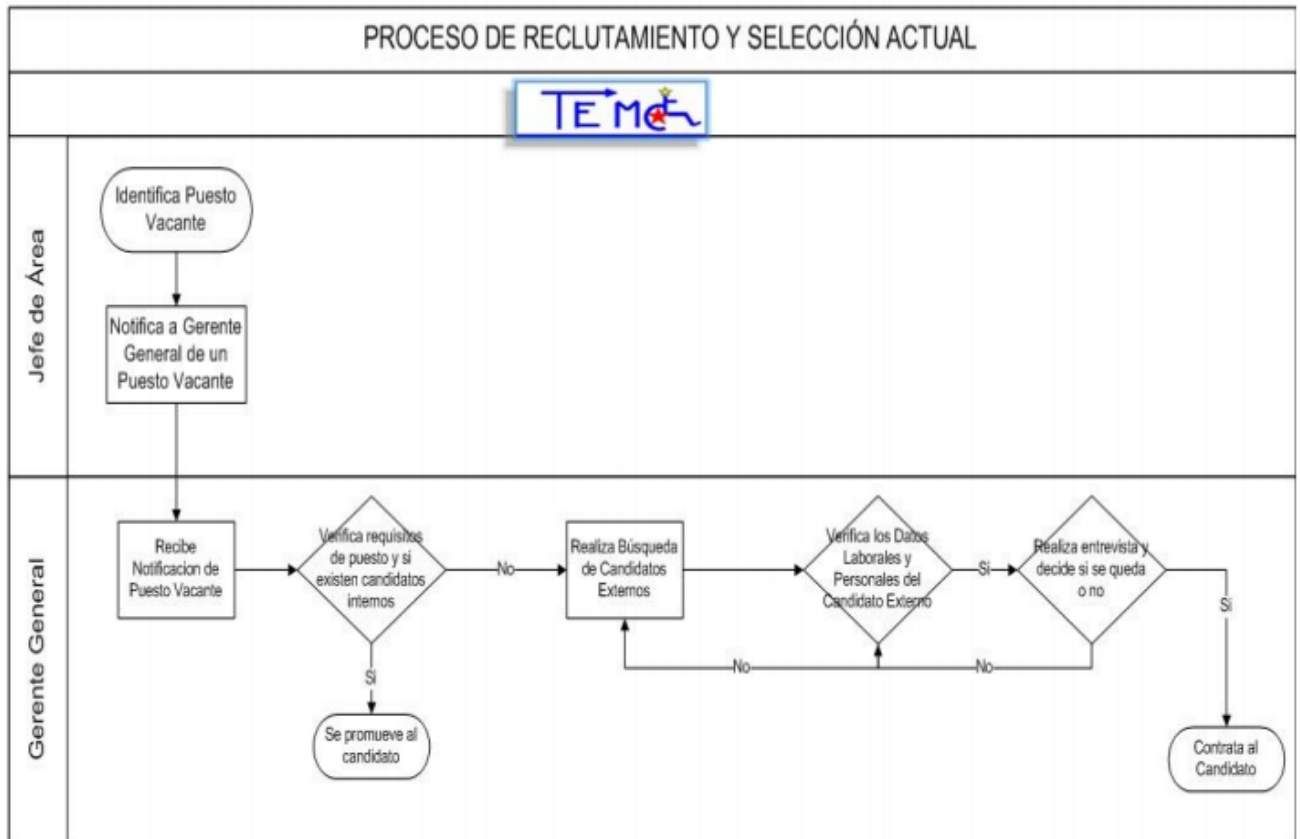 PROCESO DE RECLUTAMIENTO Y SELECCIÓN ACTUAL
TEMC
Jefe de Área
Identifica Puesto
Vacante
Notifica a Gerente
General de un
Puesto Vacante
Gerente General
Recibe
Notificacion de
Puesto Vacante
Verifica requisitos
de puesto y si
existen candidatos
internos
No
Sí
Se promueve al
candidato
Realiza Búsqueda
de Candidatos
Externos
Verifica los Datos
Laborales y
Personales del
Candidato Externo
Sí
No
Realiza entrevista y
decide si se queda
o no
No
Sí
Contrata al
Candidato